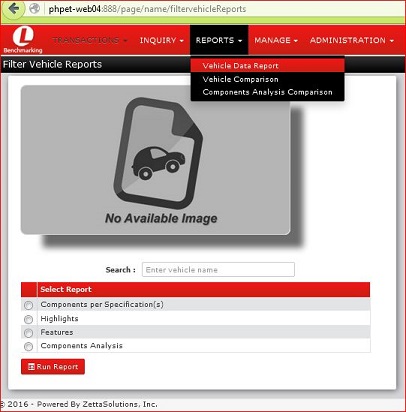 phpet-web04:888/page/name/filtervehicleReports
L
Benchmarking
TRANSACTIONS INQUIRY REPORTS MANAGE ADMINISTRATION
Filter Vehicle Reports
Vehicle Data Report
Vehicle Comparison
Components Analysis Comparison
No Available Image
Search : Enter vehicle name
Select Report
Components per Specification(s)
Highlights
Features
Components Analysis
Run Report
© 2016 - Powered By ZettaSolutions, Inc.